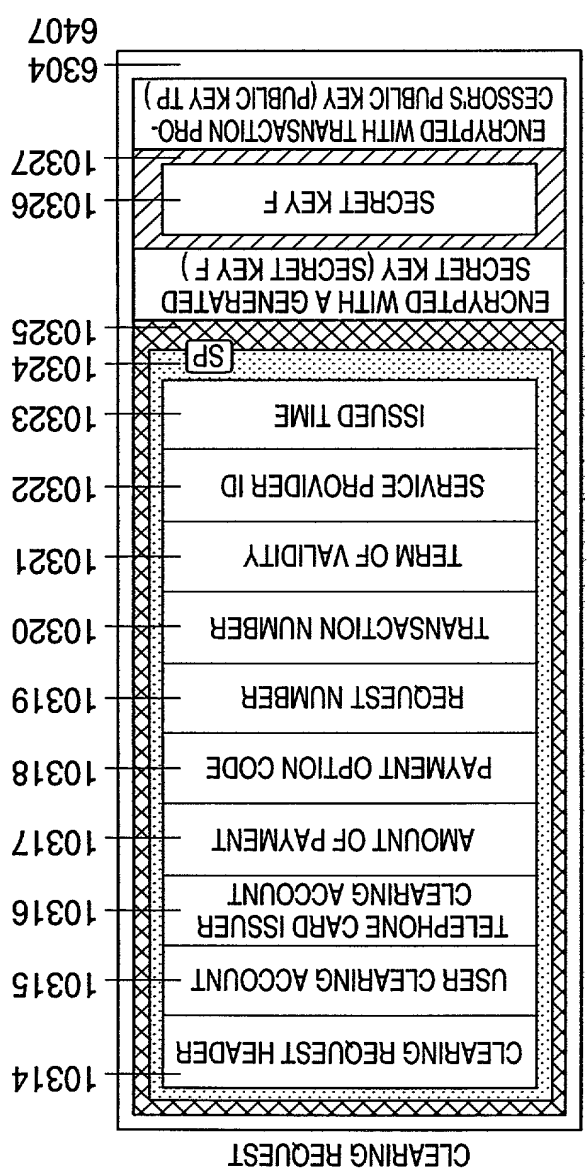 CLEARING REQUEST
10314
CLEARING REQUEST HEADER
10315
USER CLEARING ACCOUNT
10316
TELEPHONE CARD ISSUER
CLEARING ACCOUNT
10317
AMOUNT OF PAYMENT
10318
PAYMENT OPTION CODE
10319
REQUEST NUMBER
10320
TRANSACTION NUMBER
10321
TERM OF VALIDITY
10322
SERVICE PROVIDER ID
10323
ISSUED TIME
10324
SP
10325
ENCRYPTED WITH A GENERATED
SECRET KEY (SECRET KEY F )
10326
SECRET KEY F
10327
ENCRYPTED WITH TRANSACTION PRO-
CESSOR'S PUBLIC KEY (PUBLIC KEY TP )
6304
6407